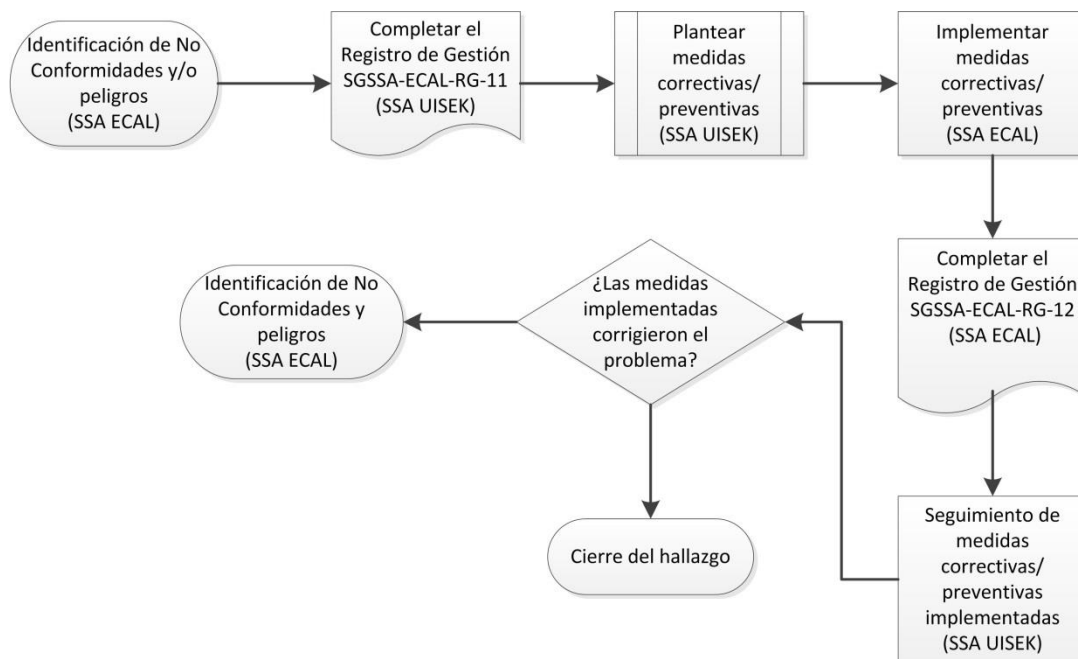 Identificación de No
Conformidades y/o
peligros
(SSA ECAL)
Completar el
Registro de Gestión
SGSSA-ECAL-RG-11
(SSA UISEK)
Plantear
medidas
correctivas/
preventivas
(SSA UISEK)
Implementar
medidas
correctivas/
preventivas
(SSA ECAL)
Completar el
Registro de Gestión
SGSSA-ECAL-RG-12
(SSA ECAL)
Seguimiento de
medidas
correctivas/
preventivas
implementadas
(SSA UISEK)
¿Las medidas
implementadas
corrigieron el
problema?
Identificación de No
Conformidades y
peligros
(SSA ECAL)
Cierre del hallazgo